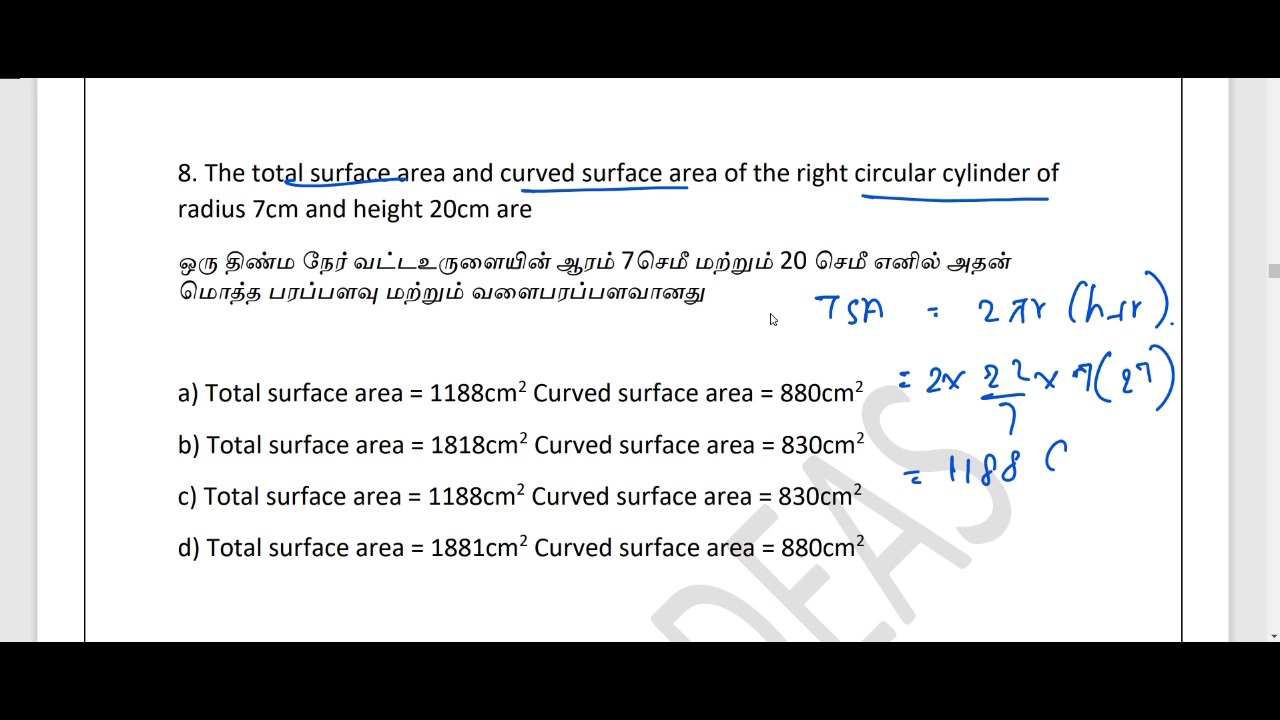 8. The total surface area and curved surface area of the right circular cylinder of
radius 7cm and height 20cm are
ஒரு திண்ம நேர் வட்டஉருளையின் ஆரம் 7செமீ மற்றும் 20 செமீ எனில் அதன்
மொத்த பரப்பளவு மற்றும் வளைபரப்பளவானது
TSA = 2πr (h+r).
= 2 x 22/7 x 7(27)
= 1188 (
a) Total surface area = 1188cm² Curved surface area = 880cm²
b) Total surface area = 1818cm² Curved surface area = 830cm²
c) Total surface area = 1188cm² Curved surface area = 830cm²
d) Total surface area = 1881cm² Curved surface area = 880cm²
DEAS